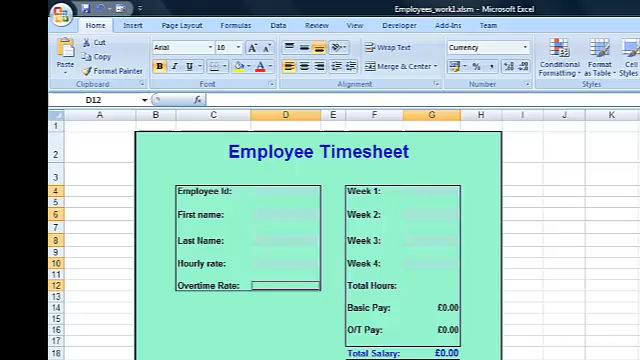 Employees_work1.xlsm - Microsoft Excel
Home Insert Page Layout Formulas Data Review View Developer Add-Ins Team
Cut
Copy
Format Painter
Paste
Clipboard
Arial 10
Font
Wrap Text
Merge & Center
Alignment
Currency
Number
Conditional Formatting
Format as Table
Cell Styles
Styles
D12
A B C D E F G H I J K
1
2 Employee Timesheet
3
4 Employee Id: Week 1:
5
6 First name: Week 2:
7
8 Last Name: Week 3:
9
10 Hourly rate: Week 4:
11
12 Overtime Rate: Total Hours:
13
14 Basic Pay: £0.00
15
16 O/T Pay: £0.00
17
18 Total Salary: £0.00